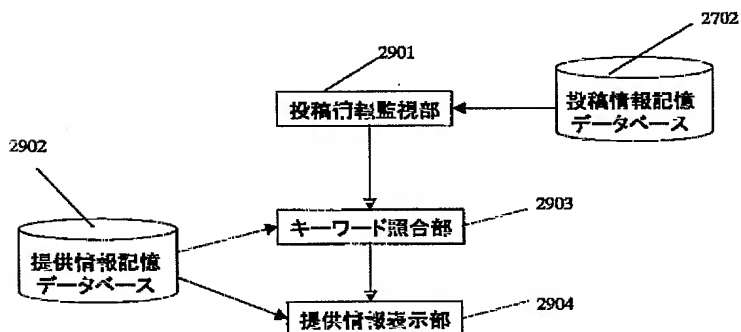 2702
2901
投稿情報監視部
投稿情報記憶
データベース
2902
キーワード照合部
2903
提供情報記憶
データベース
提供情報表示部
2904